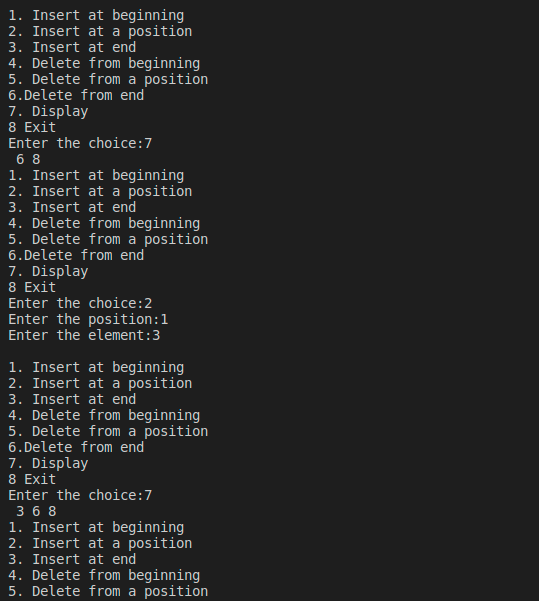 1. Insert at beginning
2. Insert at a position
3. Insert at end
4. Delete from beginning
5. Delete from a position
6.Delete from end
7. Display
8 Exit
Enter the choice:7
 6 8
1. Insert at beginning
2. Insert at a position
3. Insert at end
4. Delete from beginning
5. Delete from a position
6.Delete from end
7. Display
8 Exit
Enter the choice:2
Enter the position:1
Enter the element:3

1. Insert at beginning
2. Insert at a position
3. Insert at end
4. Delete from beginning
5. Delete from a position
6.Delete from end
7. Display
8 Exit
Enter the choice:7
 3 6 8
1. Insert at beginning
2. Insert at a position
3. Insert at end
4. Delete from beginning
5. Delete from a position